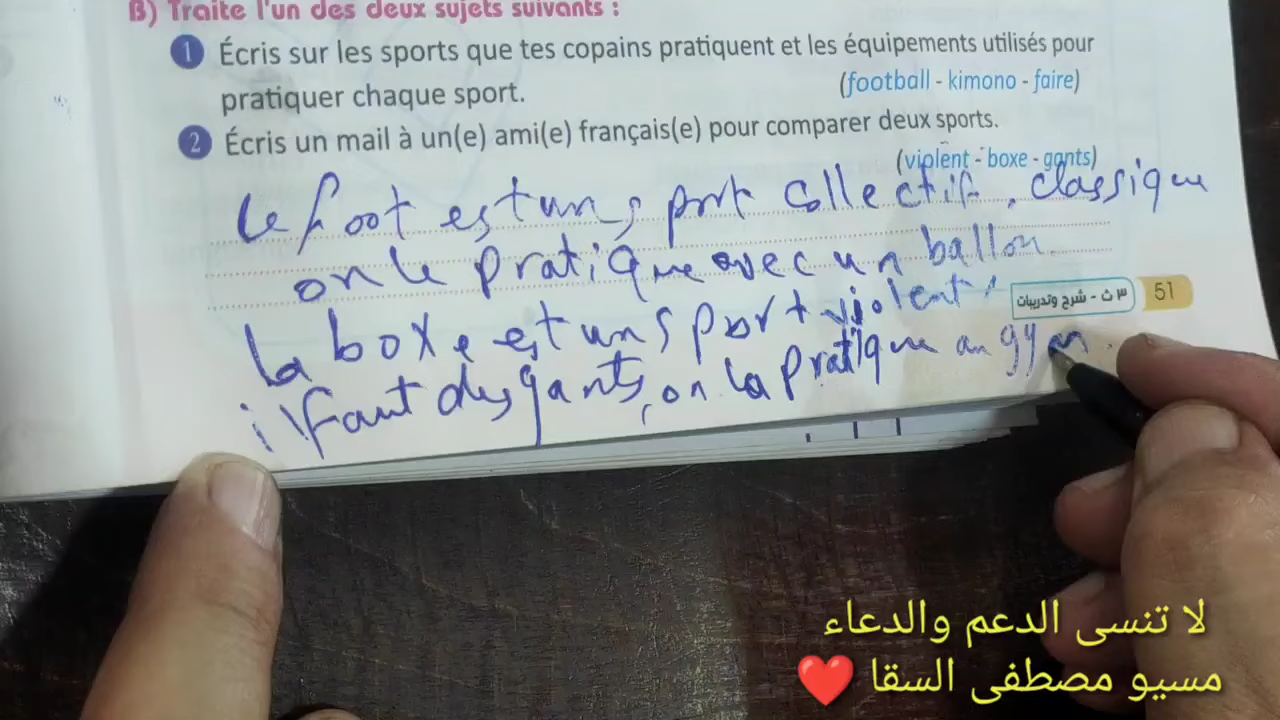 B) Traite l'un des deux sujets suivants :
1 Écris sur les sports que tes copains pratiquent et les équipements utilisés pour
pratiquer chaque sport. (football - kimono - faire)
2 Écris un mail à un(e) ami(e) français(e) pour comparer deux sports.
(violent - boxe - gants)
Le foot est un sport collectif, classique
on le pratique avec un ballon.
La boxe est un sport violent,
il faut des gants, on la pratique au gym
٣ ث - شرح وتدريبات 51
لا تنسى الدعم والدعاء
مسيو مصطفى السقا ❤️